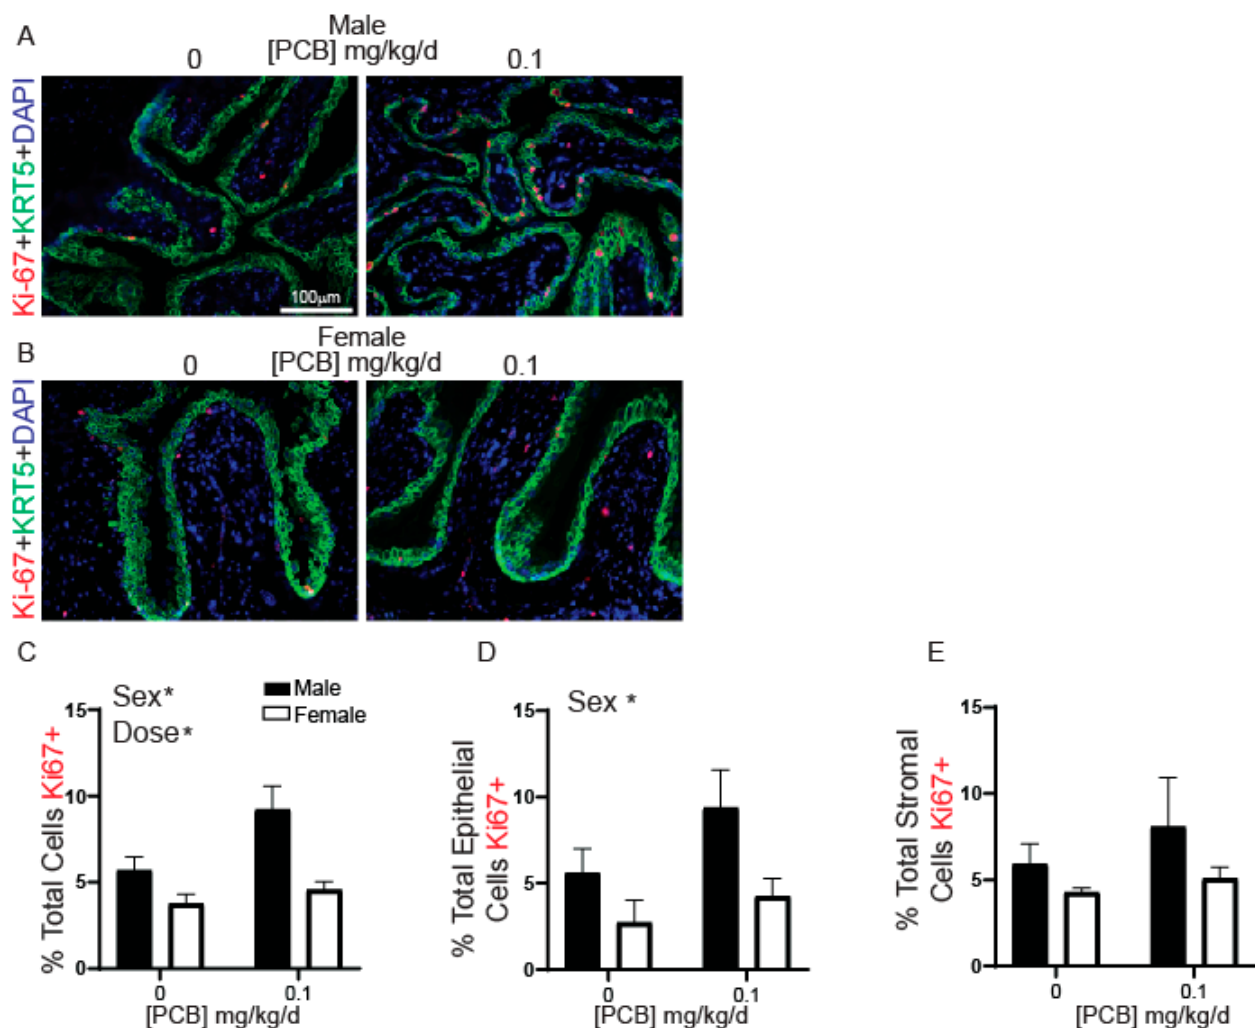 A
Male
[PCB] mg/kg/d
0
0.1
Ki-67+KRT5+DAPI
100µm
B
Female
[PCB] mg/kg/d
0
0.1
Ki-67+KRT5+DAPI
C
Sex*
Dose*
Male
Female
% Total Cells Ki67+
15
10
5
0
0
0.1
[PCB] mg/kg/d
D
Sex *
% Total Epithelial
Cells Ki67+
15
10
5
0
0
0.1
[PCB] mg/kg/d
E
% Total Stromal
Cells Ki67+
15
10
5
0
0
0.1
[PCB] mg/kg/d